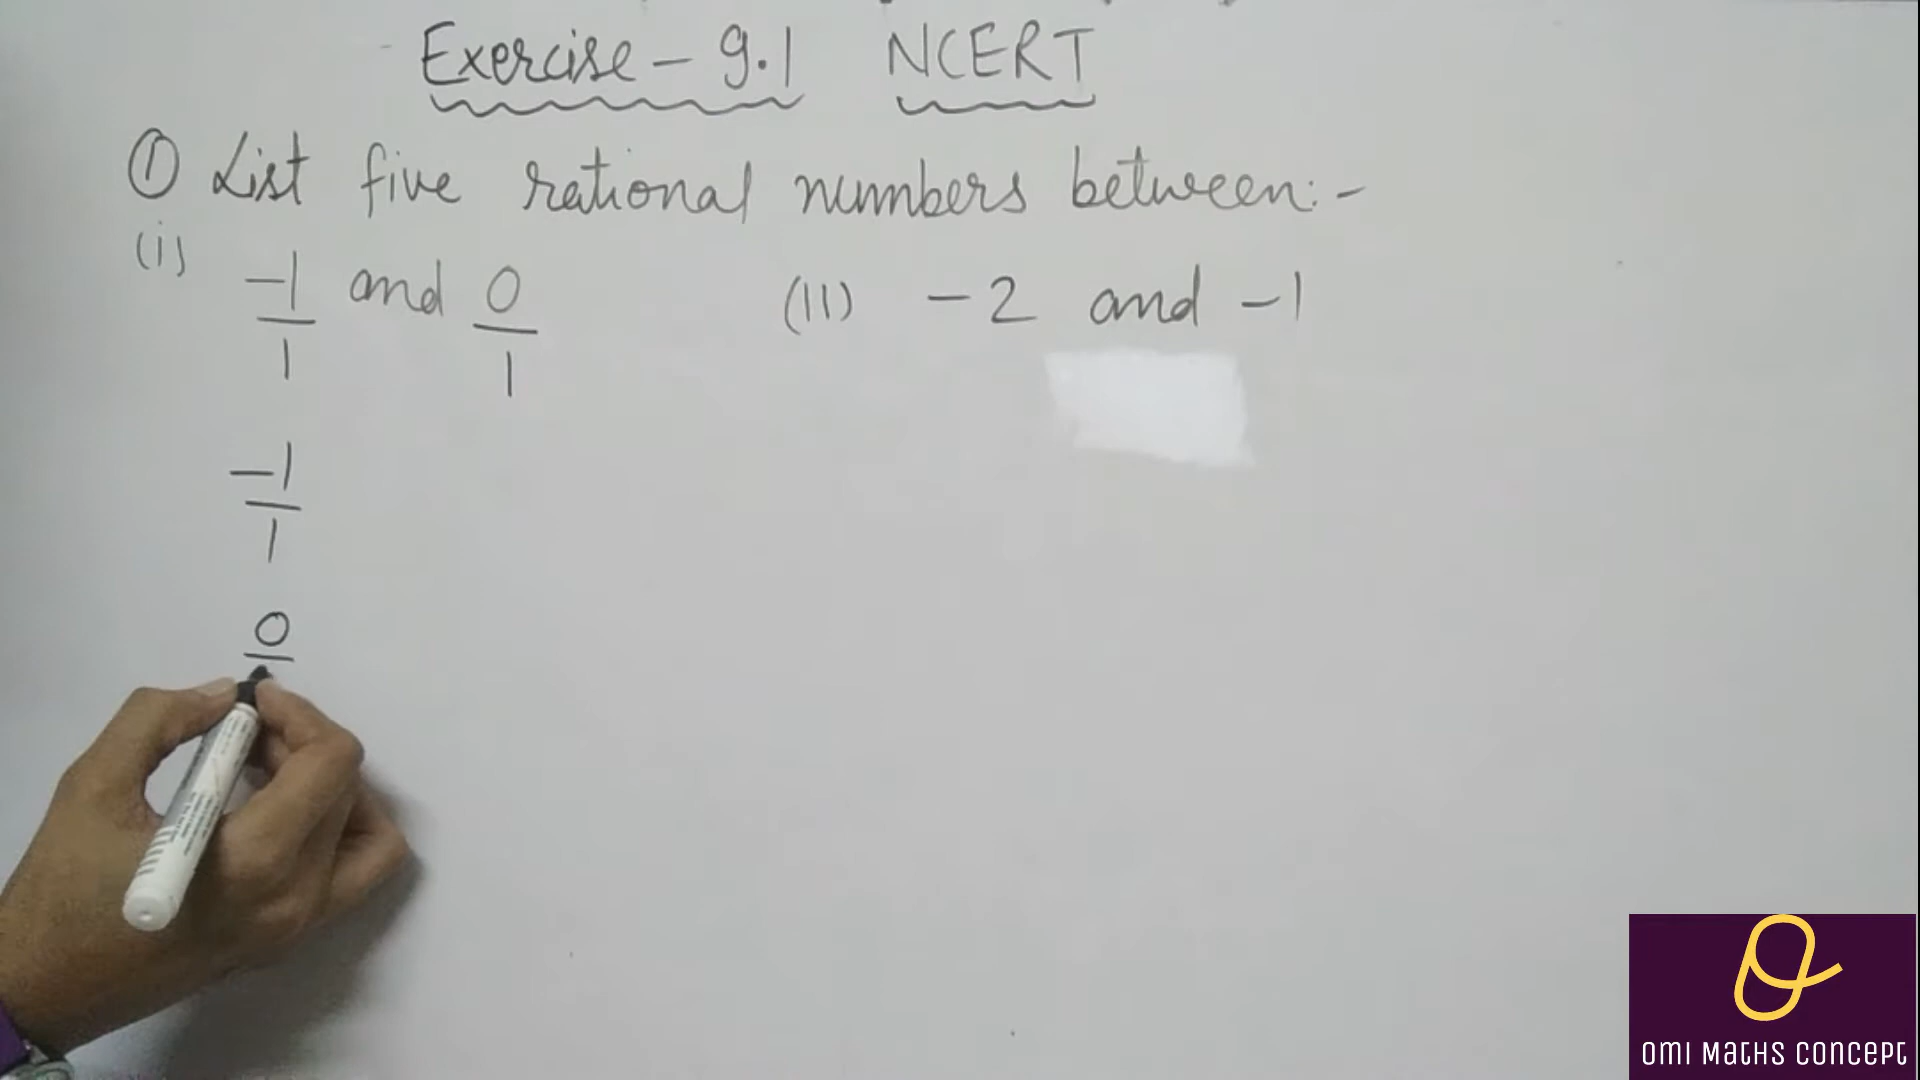 Exercise - 9.1 NCERT
① List five rational numbers between:-
(i) -1/1 and 0/1 (II) -2 and -1
-1/1
0
OMI MATHS CONCEPT